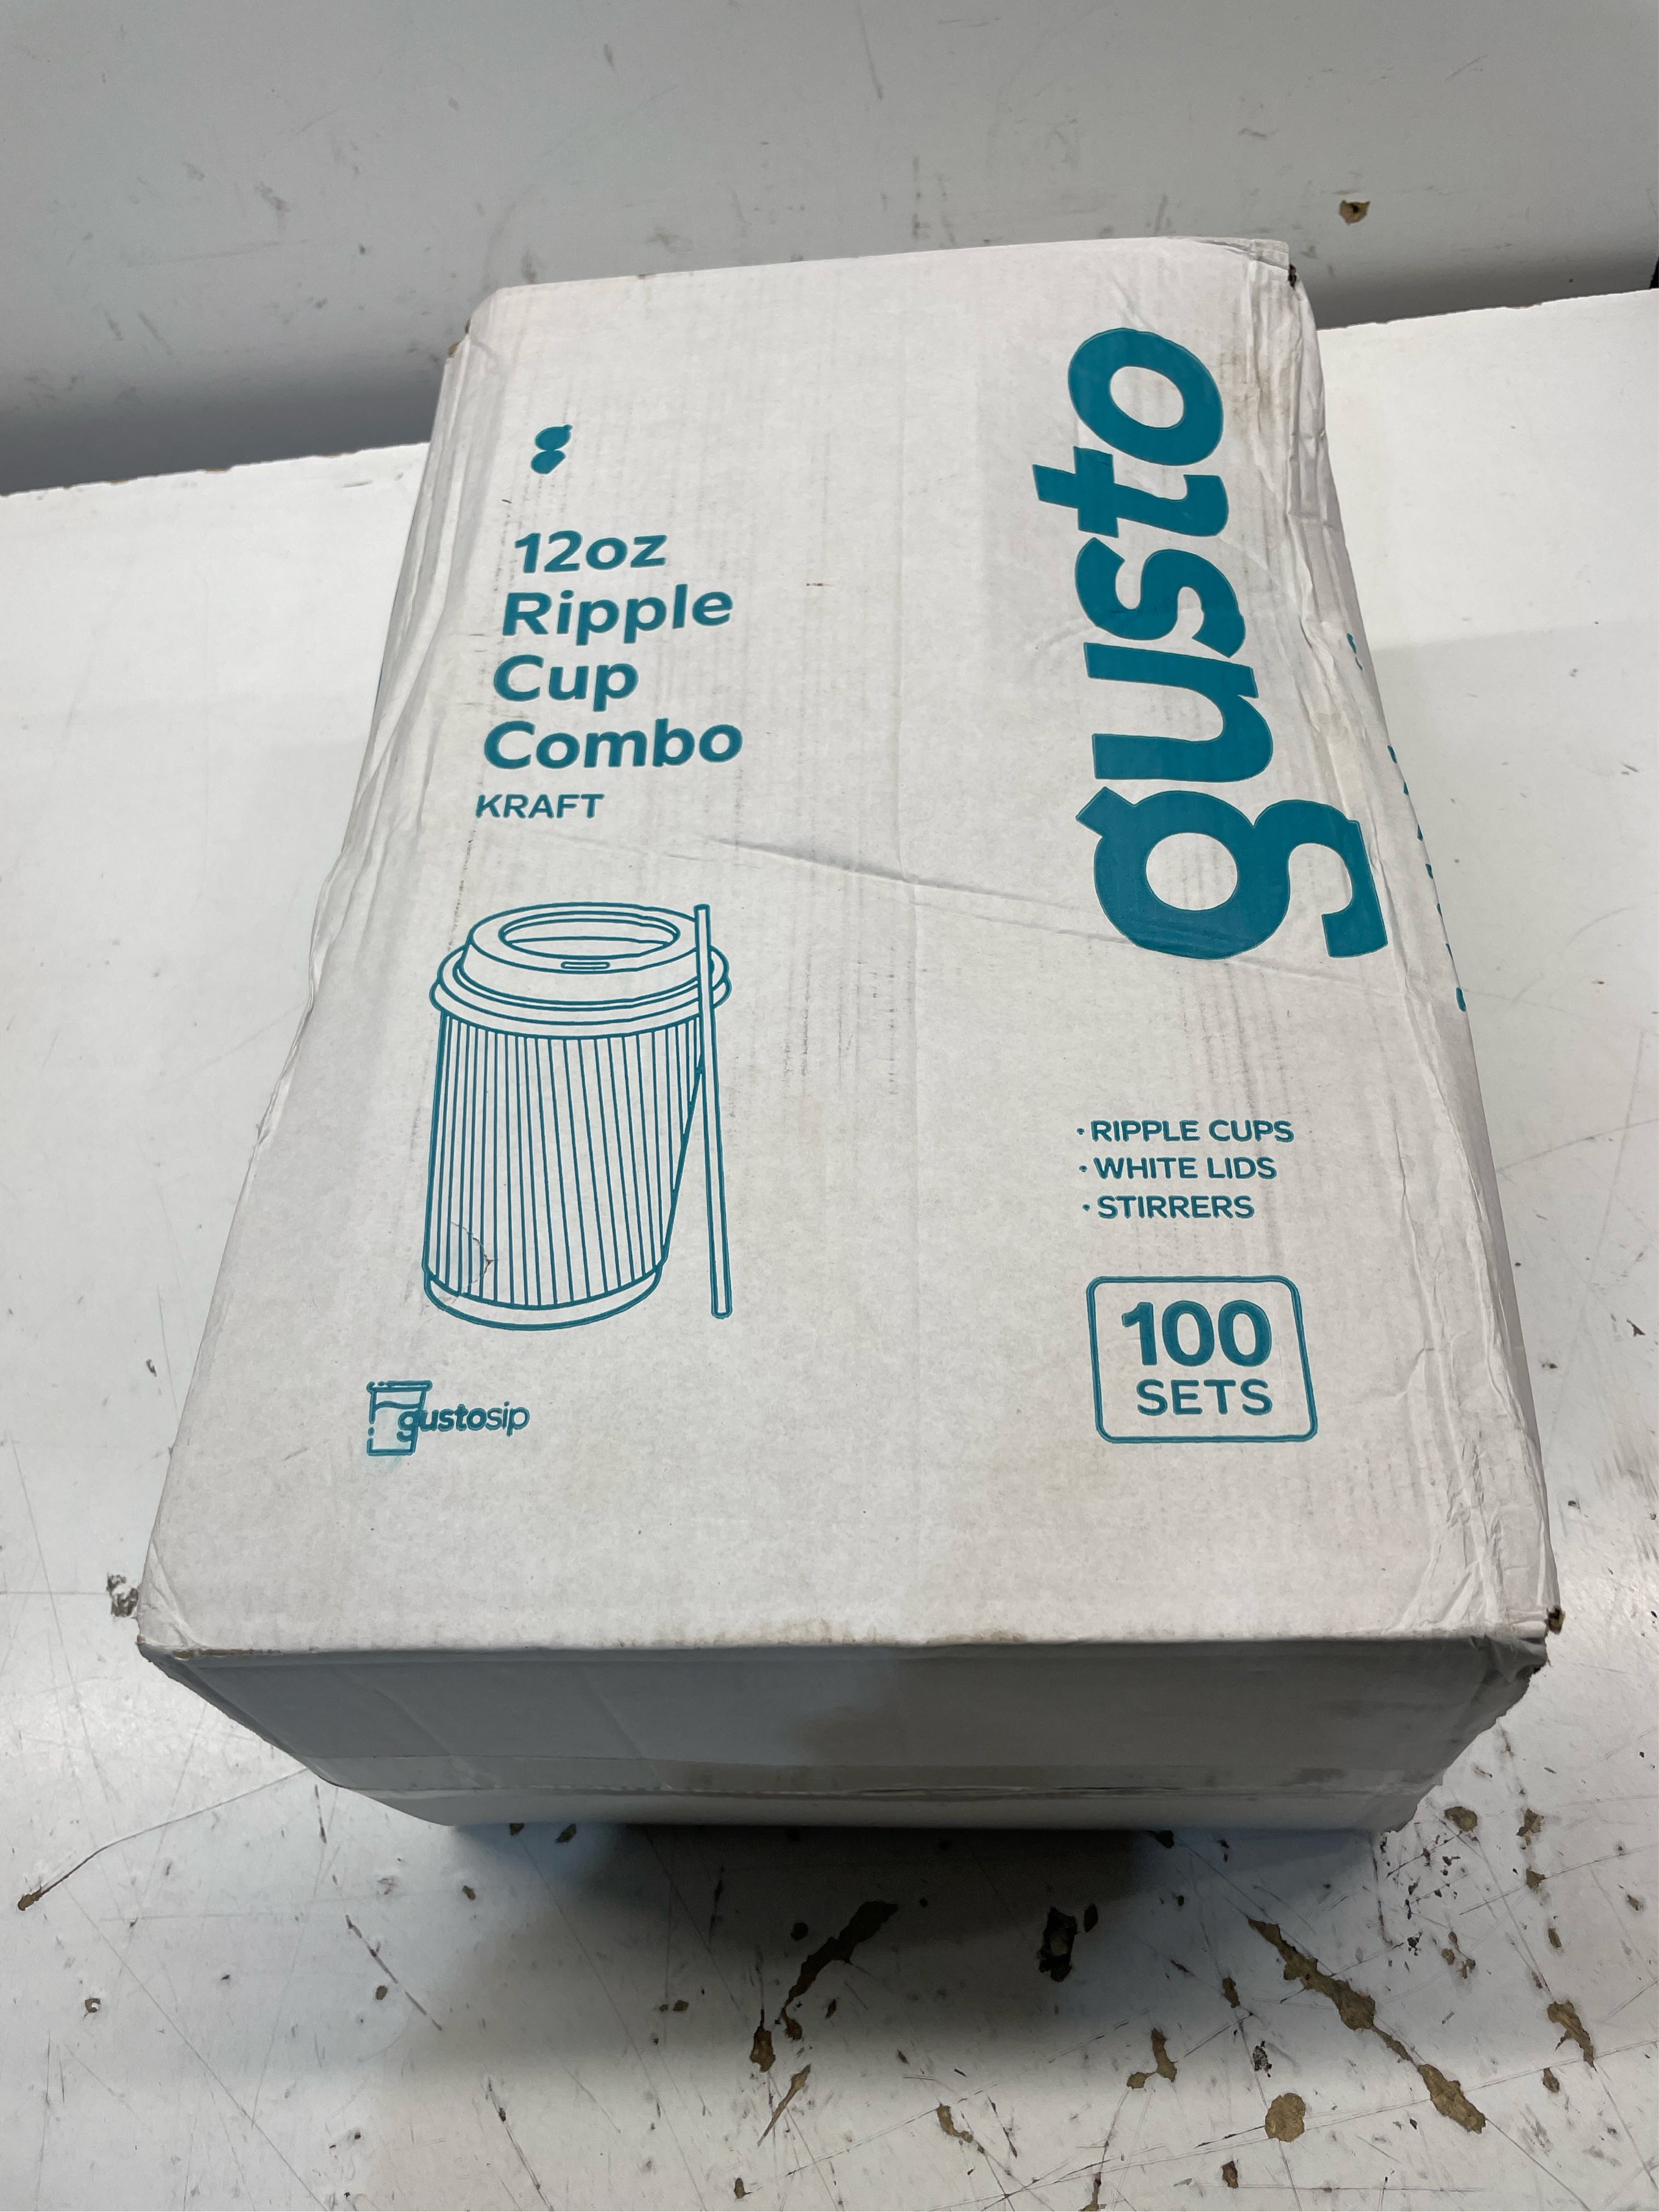 12oz
Ripple
Cup
Combo
KRAFT
gusto
· RIPPLE CUPS
· WHITE LIDS
· STIRRERS
100
SETS
gustosip